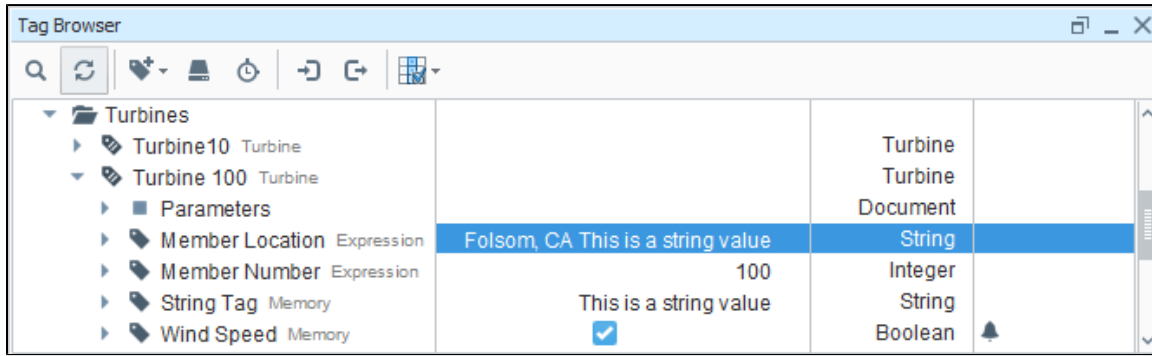 Tag Browser
Turbines
Turbine10 Turbine Turbine
Turbine 100 Turbine Turbine
Parameters Document
Member Location Expression Folsom, CA This is a string value String
Member Number Expression 100 Integer
String Tag Memory This is a string value String
Wind Speed Memory Boolean